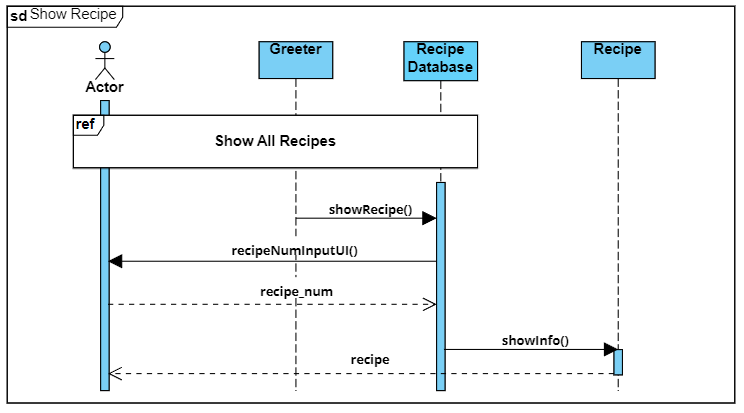 sd Show Recipe
Actor
Greeter
Recipe
Database
Recipe
ref
Show All Recipes
showRecipe()
recipeNumInputUI()
recipe_num
showInfo()
recipe